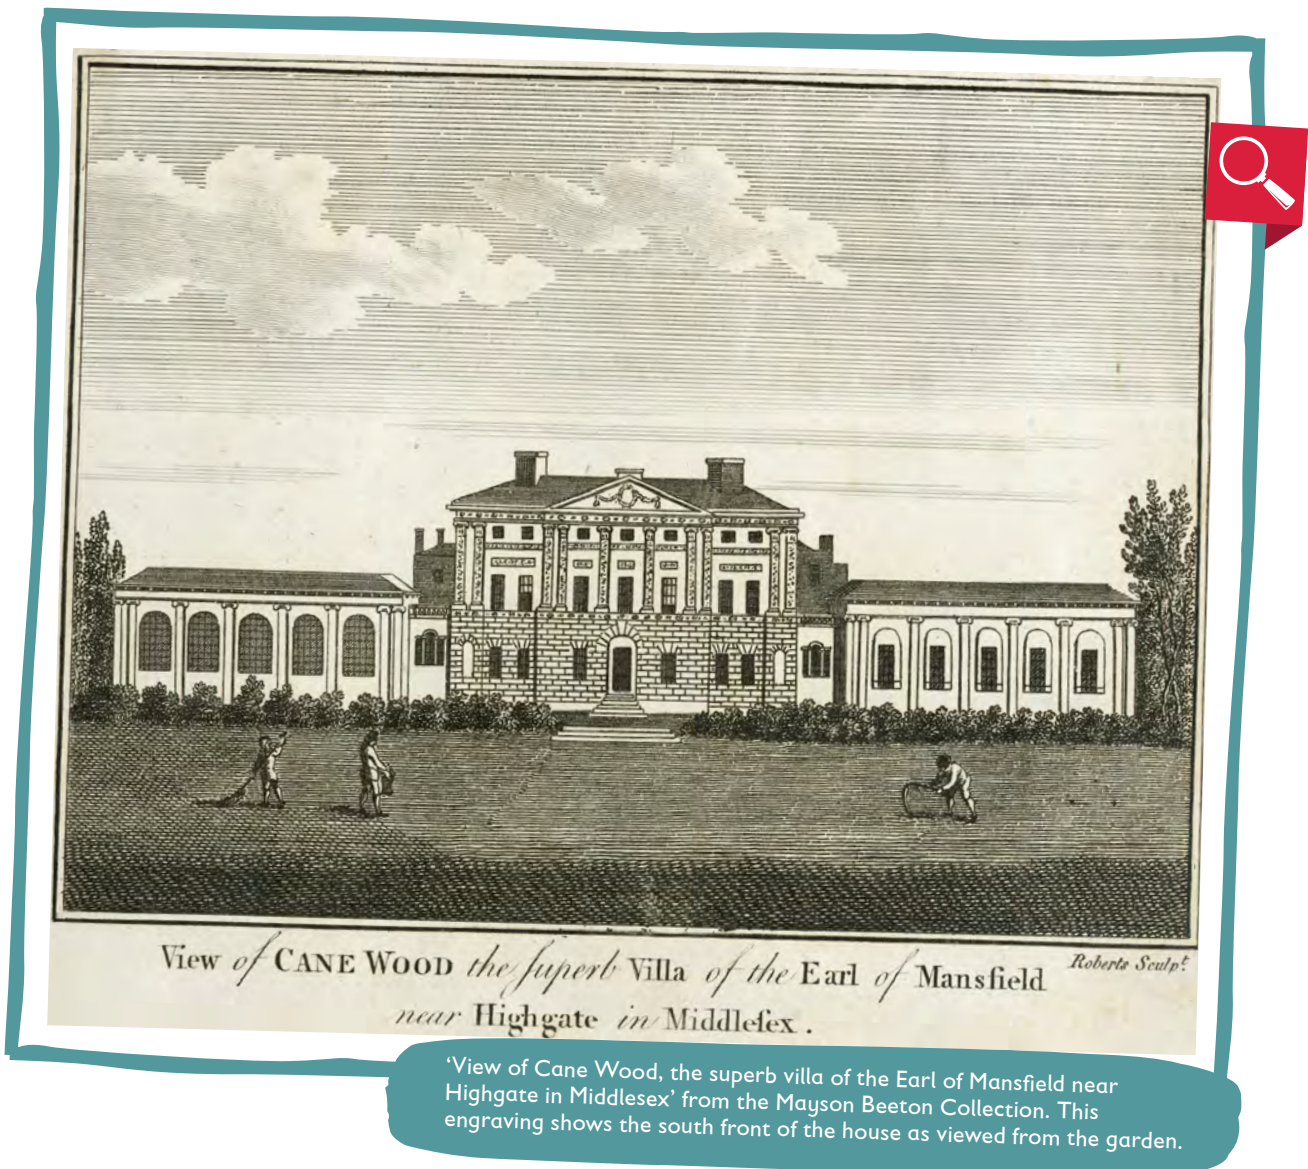 View of CANE WOOD the ſuperb Villa of the Earl of Mansfield
Roberts Sculpt.
near Highgate in Middleſex.
‘View of Cane Wood, the superb villa of the Earl of Mansfield near
Highgate in Middlesex’ from the Mayson Beeton Collection. This
engraving shows the south front of the house as viewed from the garden.